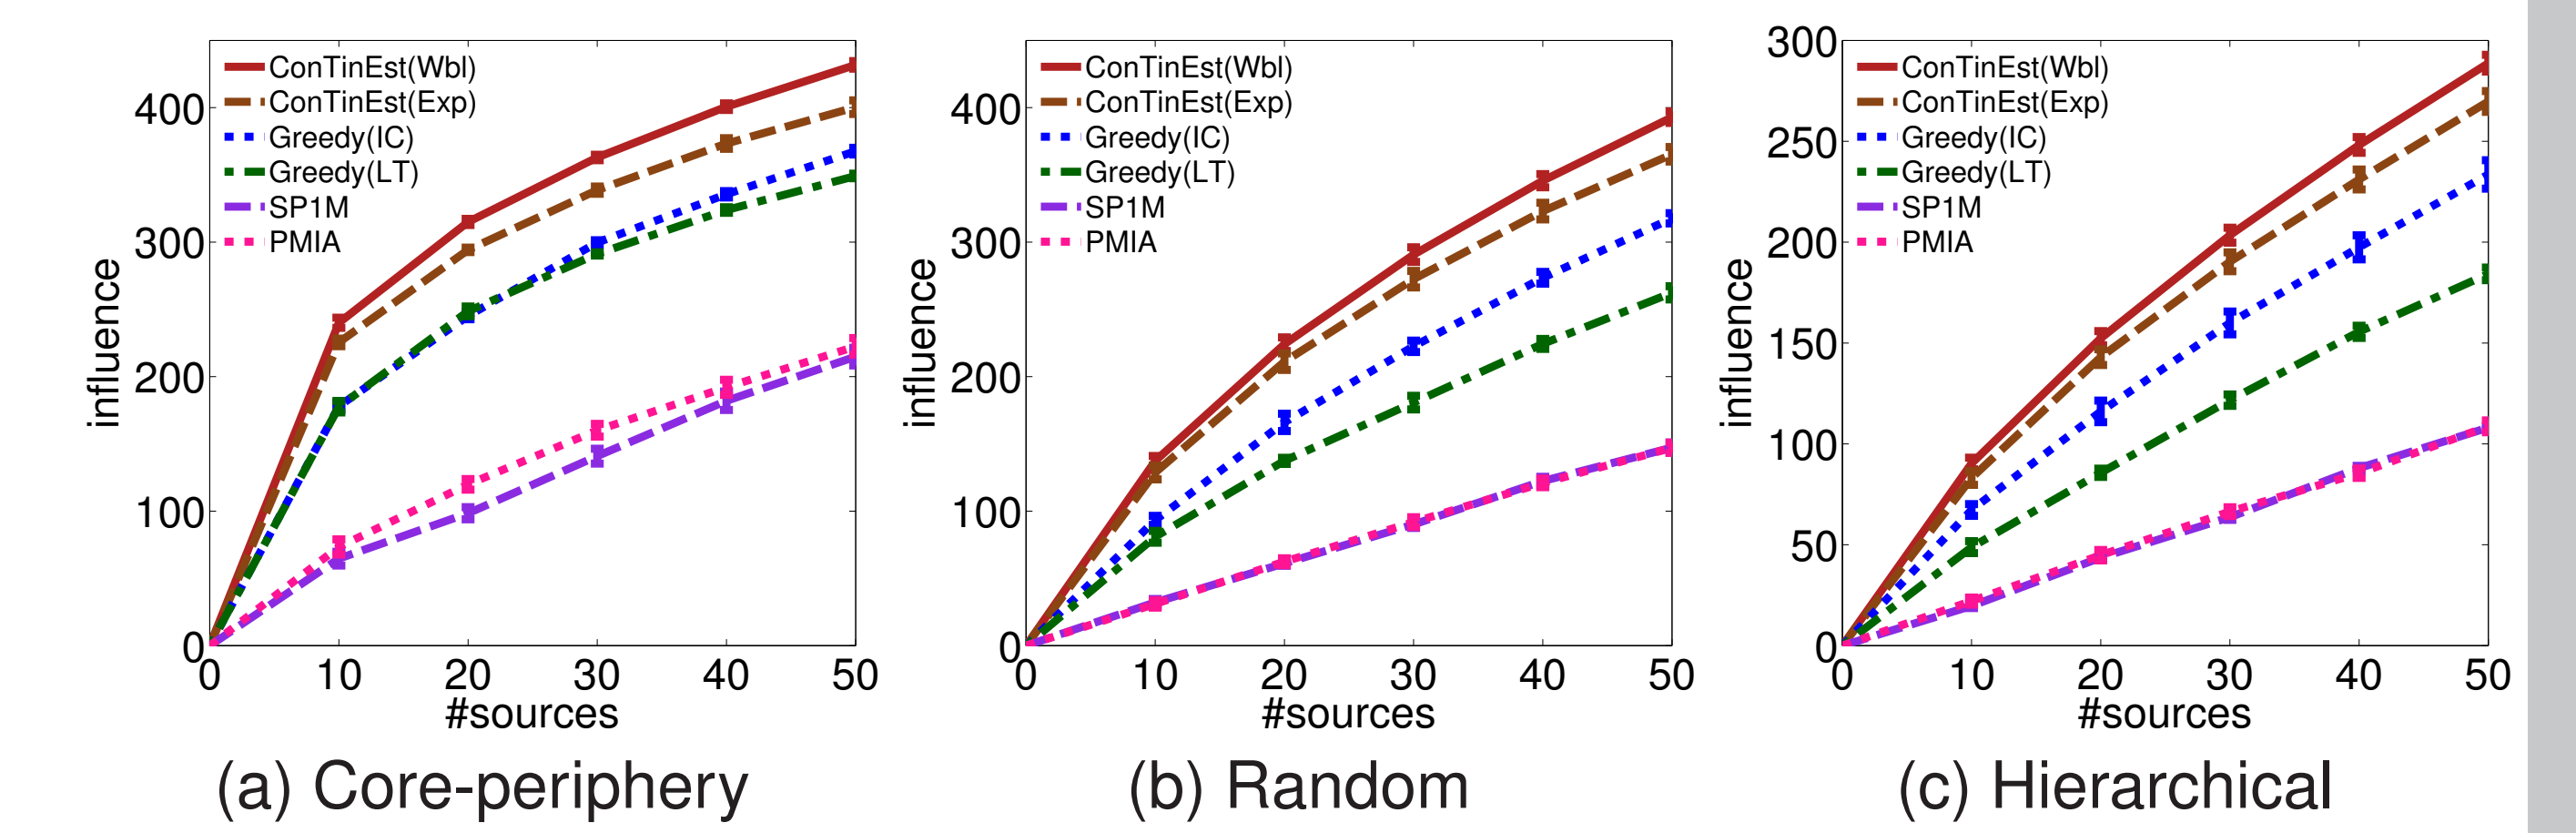 ConTinEst(Wbl)
ConTinEst(Exp)
Greedy(IC)
Greedy(LT)
SP1M
PMIA
400
300
200
100
0
influence
0 10 20 30 40 50
#sources
(a) Core-periphery
ConTinEst(Wbl)
ConTinEst(Exp)
Greedy(IC)
Greedy(LT)
SP1M
PMIA
400
300
200
100
0
influence
0 10 20 30 40 50
#sources
(b) Random
ConTinEst(Wbl)
ConTinEst(Exp)
Greedy(IC)
Greedy(LT)
SP1M
PMIA
300
250
200
150
100
50
0
influence
0 10 20 30 40 50
#sources
(c) Hierarchical